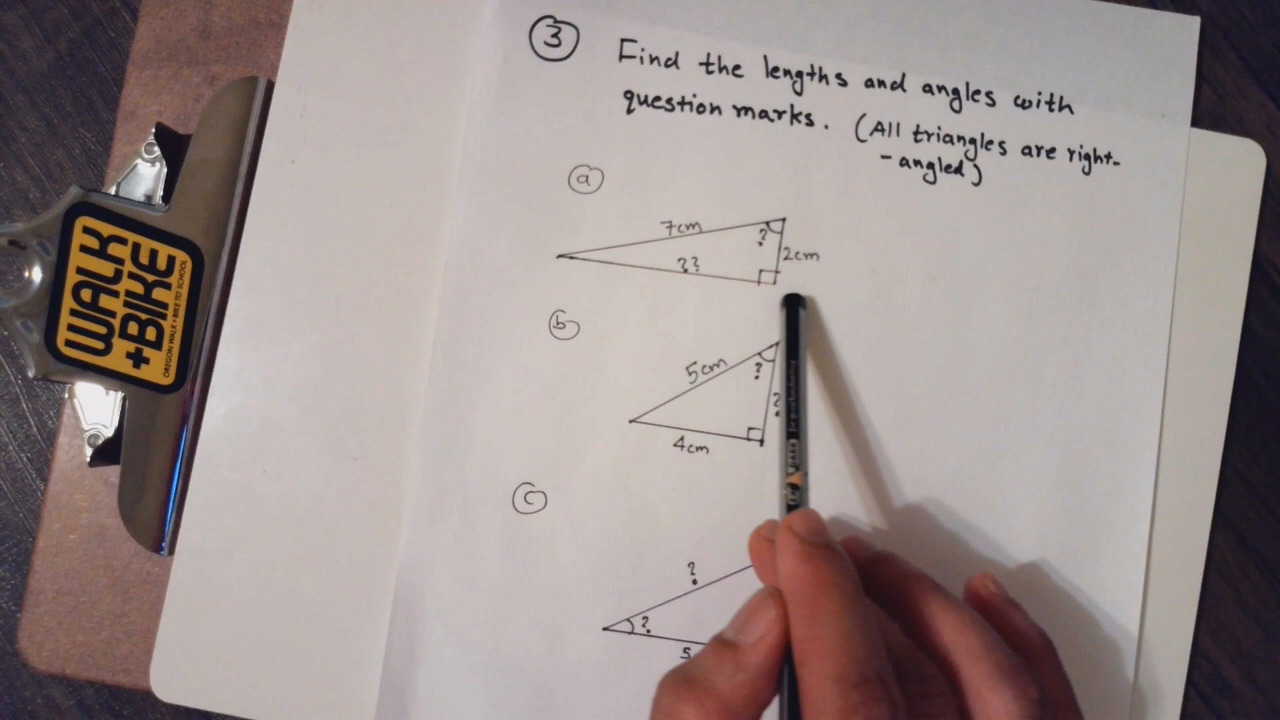 3
Find the lengths and angles with
question marks. (All triangles are right-
-angled)
a
7cm
?
2cm
??
b
5cm
?
?
4cm
c
?
?
5
WALK
+BIKE
OREGON WALK+BIKE TO SCHOOL